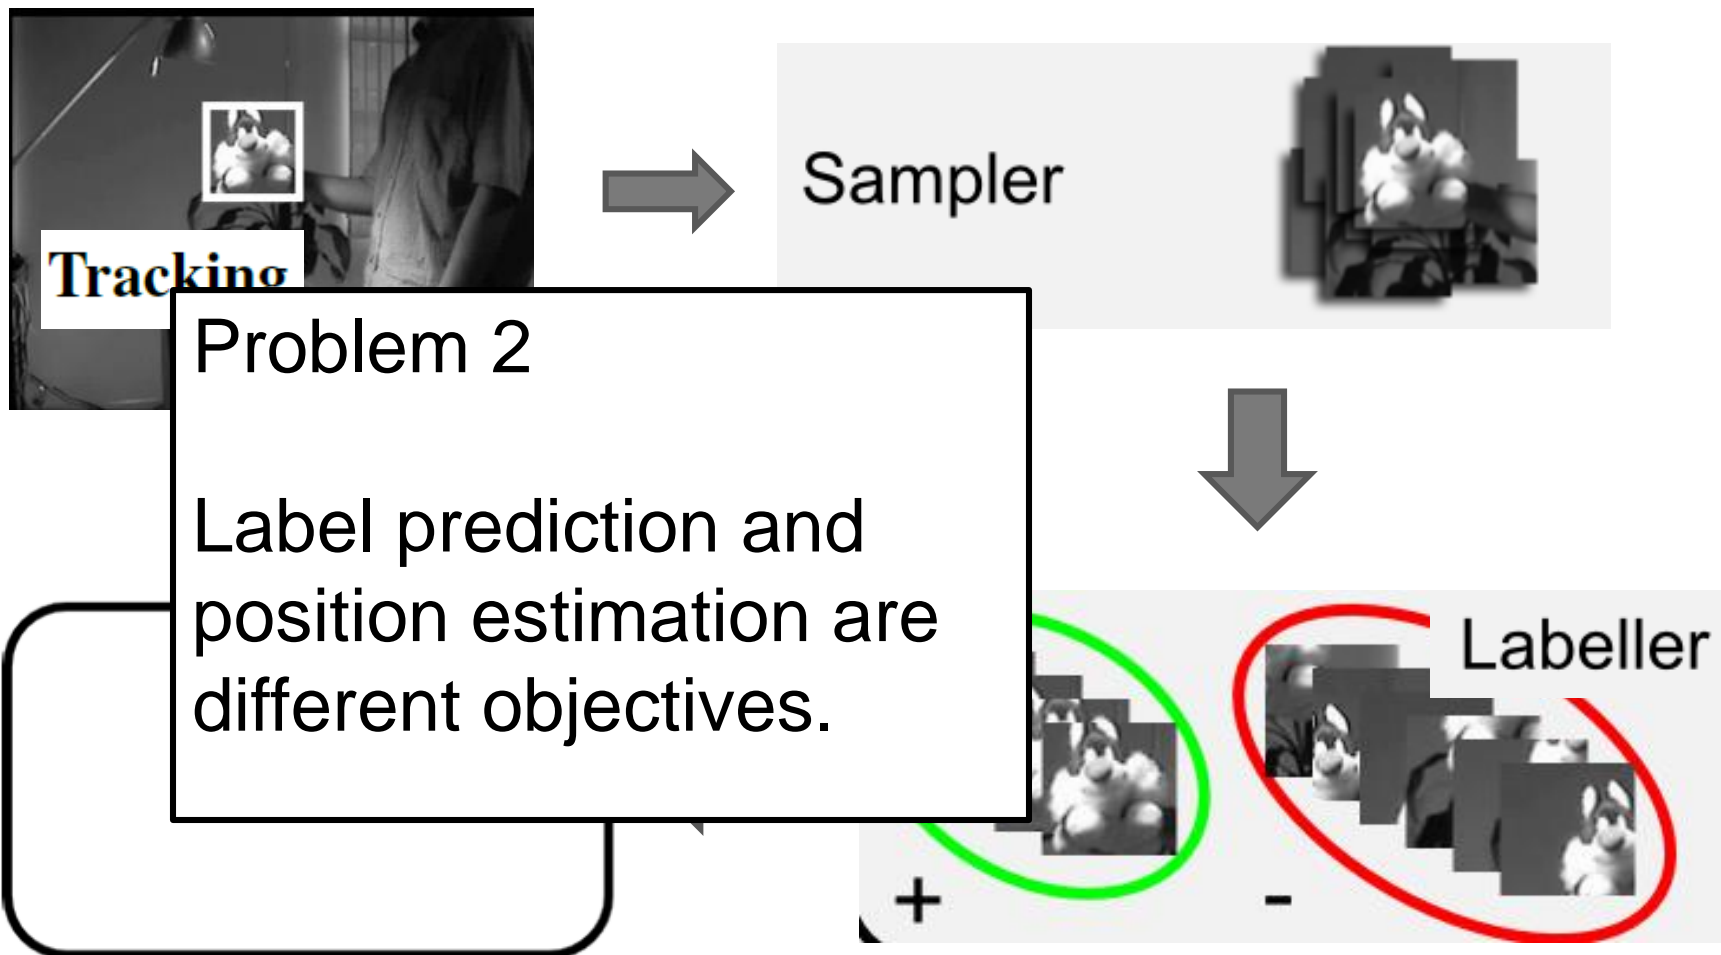 Sampler
Tracking
Problem 2
Label prediction and
position estimation are
different objectives.
Labeller
+ -